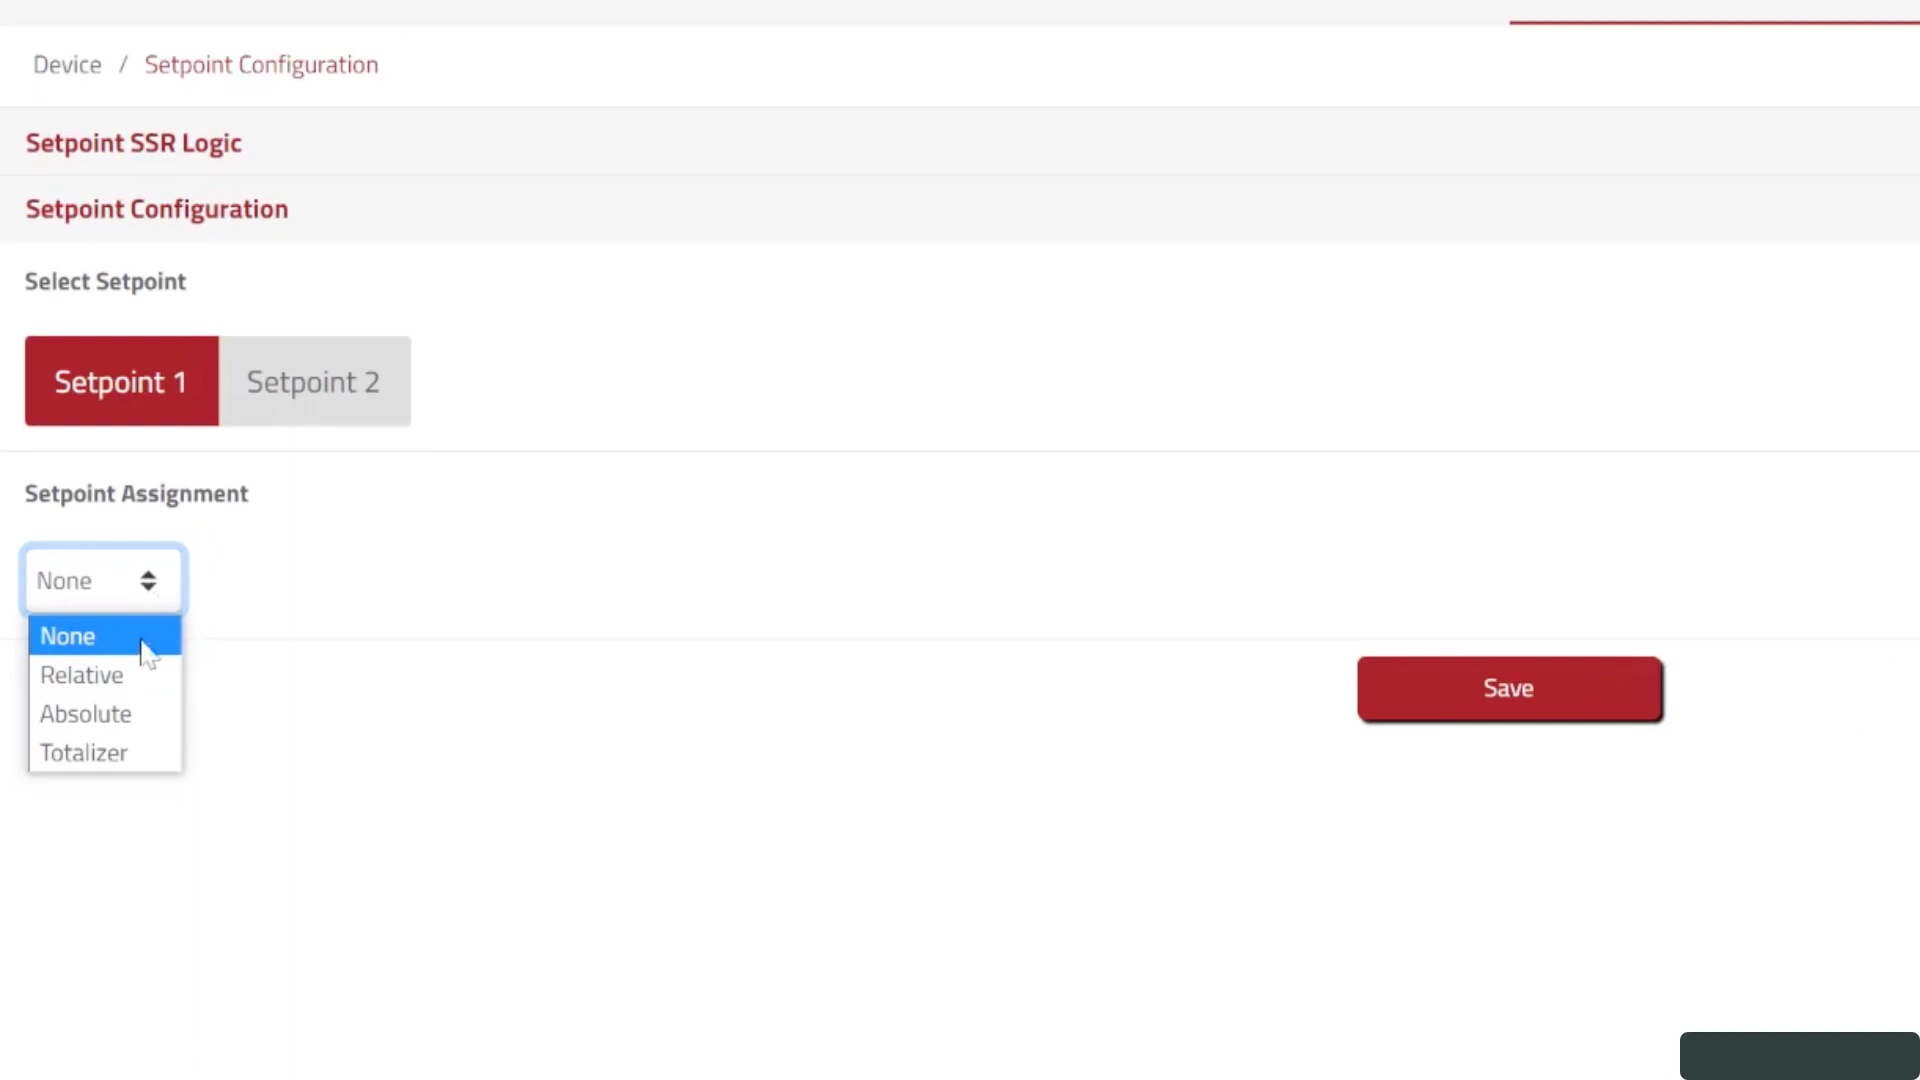 Device / Setpoint Configuration
Setpoint SSR Logic
Setpoint Configuration
Select Setpoint
Setpoint 1 Setpoint 2
Setpoint Assignment
None
None
Relative
Absolute
Totalizer
Save